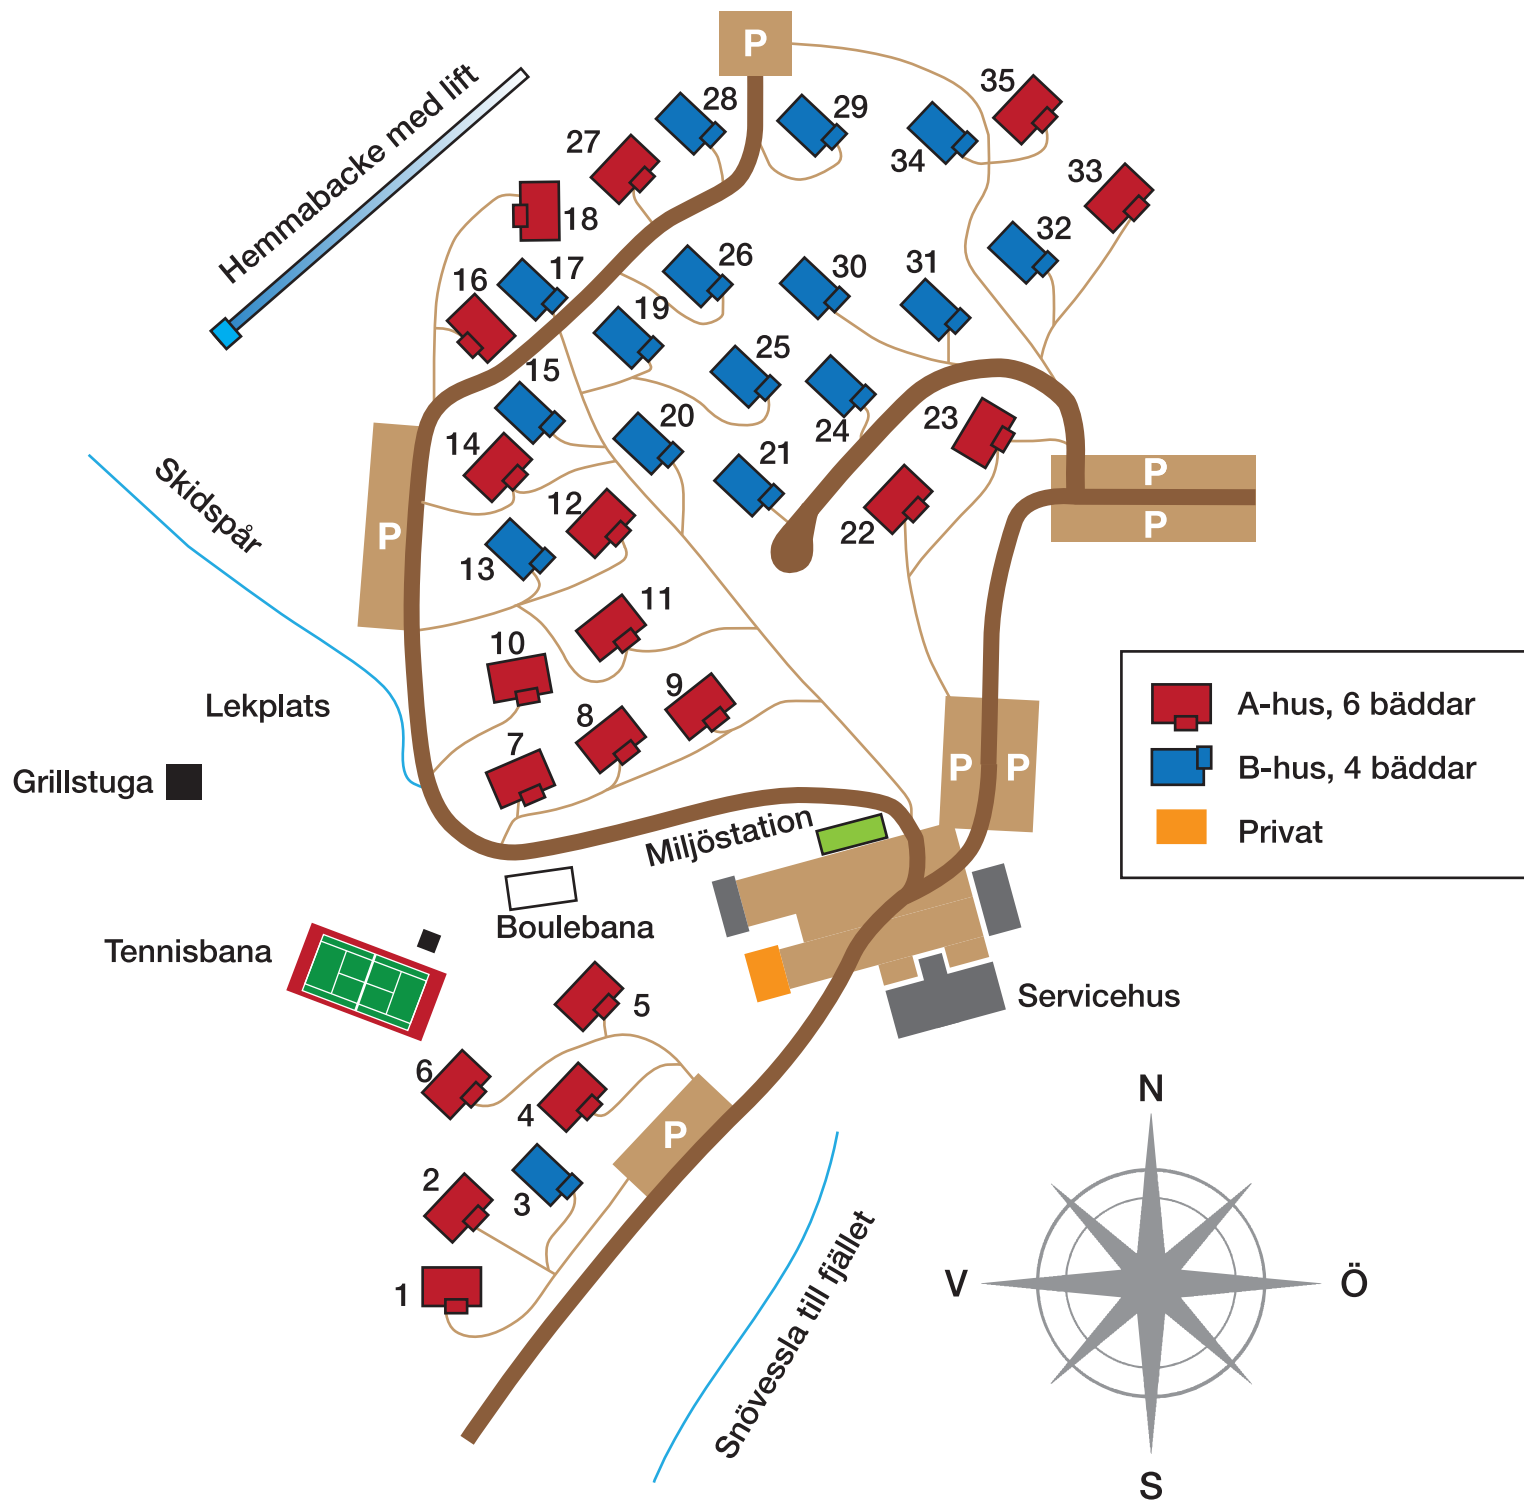 P
35
28
29
27
34
33
Hemmabacke med lift
18
32
26
17
30
31
16
19
25
15
20
23
24
14
21
P
Skidspår
12
22
P
P
13
11
10
Lekplats
9
A-hus, 6 bäddar
8
7
P P
B-hus, 4 bäddar
Grillstuga
Privat
Miljöstation
Boulebana
Tennisbana
Servicehus
5
6
4
P
N
2
3
Snövessla till fjället
1
V
Ö
S